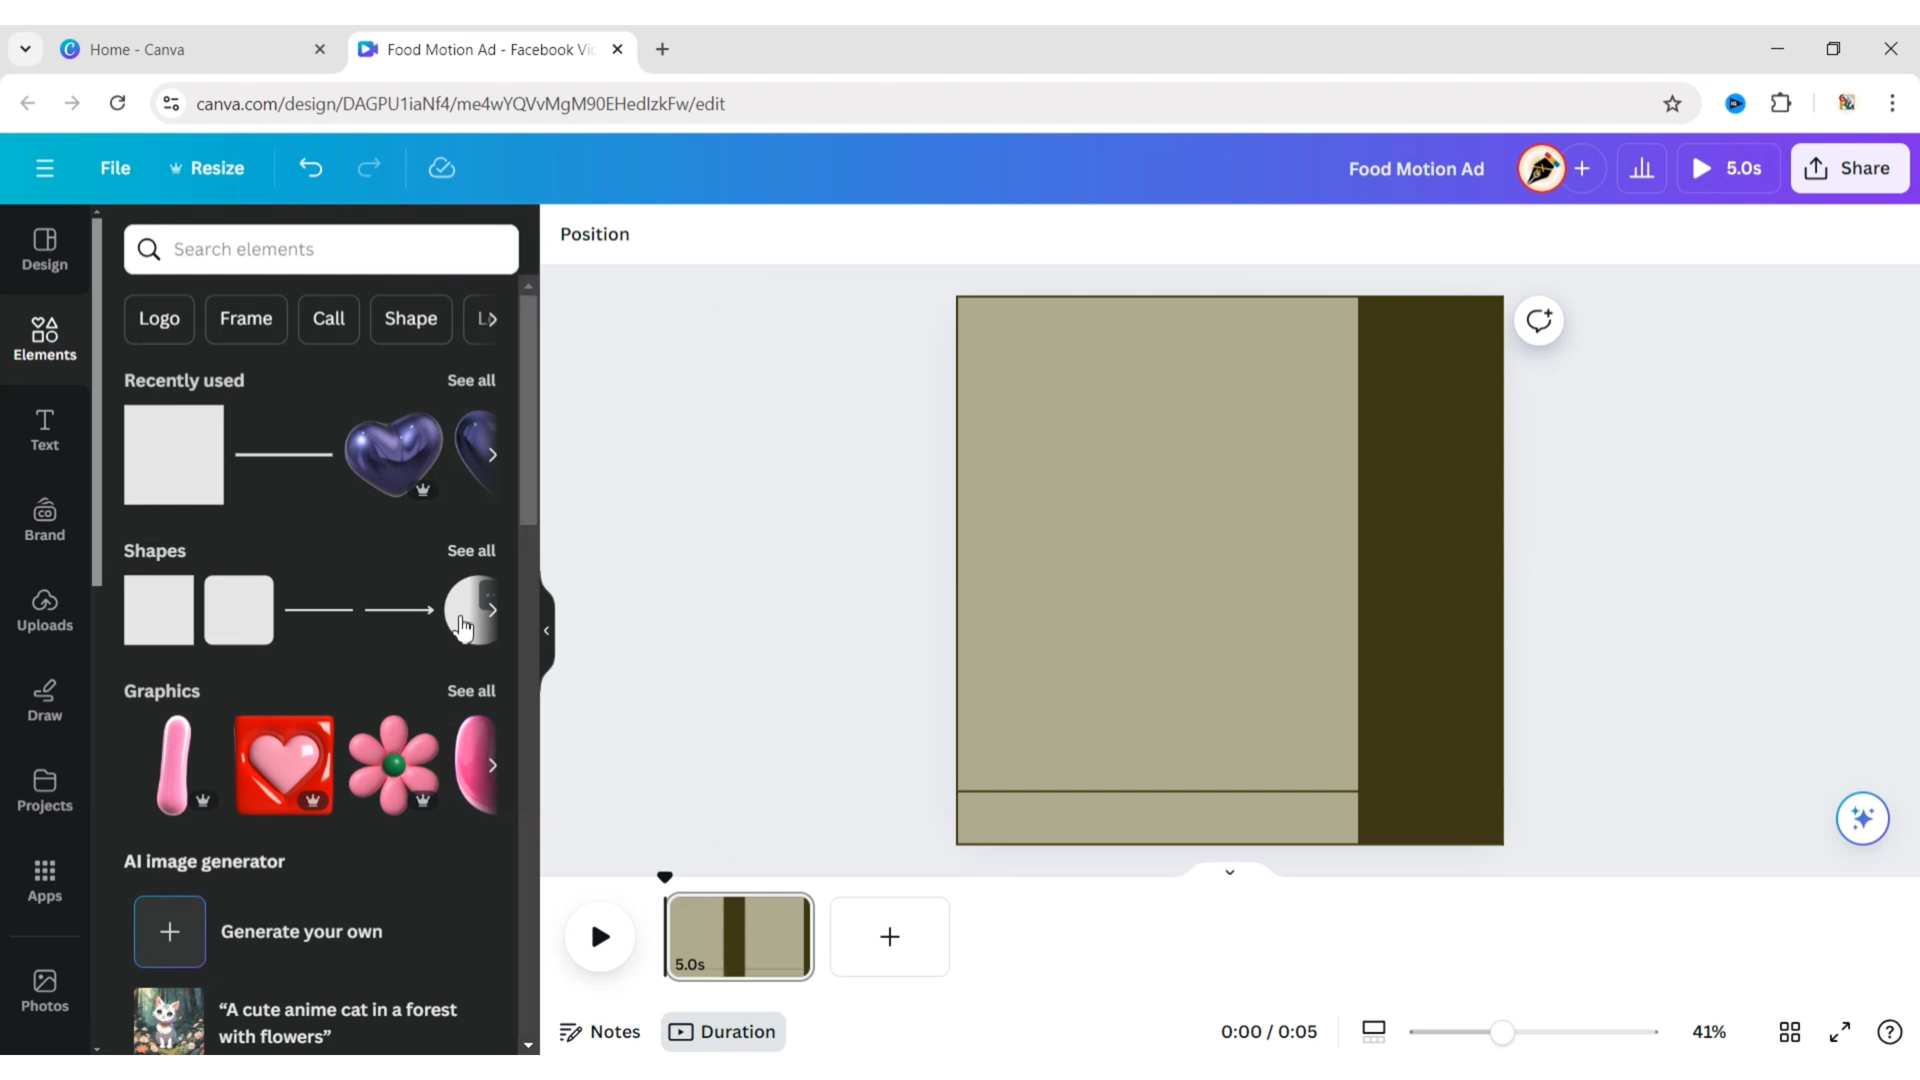 Home - Canva
Food Motion Ad - Facebook Vic
canva.com/design/DAGPU1iaNf4/me4wYQVvMgM90EHedIzkFw/edit
File
Resize
Food Motion Ad
5.0s
Share
Design
Elements
Text
Brand
Uploads
Draw
Projects
Apps
Photos
Search elements
Logo
Frame
Call
Shape
Recently used
See all
Shapes
See all
Graphics
See all
AI image generator
Generate your own
“A cute anime cat in a forest
with flowers”
Position
5.0s
Notes
Duration
0:00 / 0:05
41%